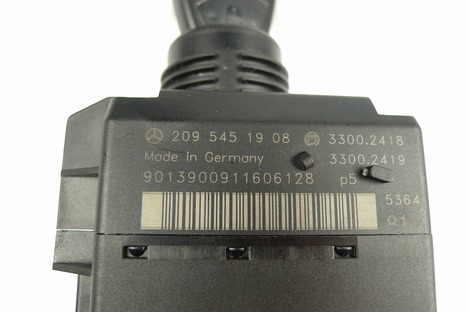 209 545 19 08 3300.2418
Made in Germany 3300.2419
9013900911606128 p5
5364
Q1